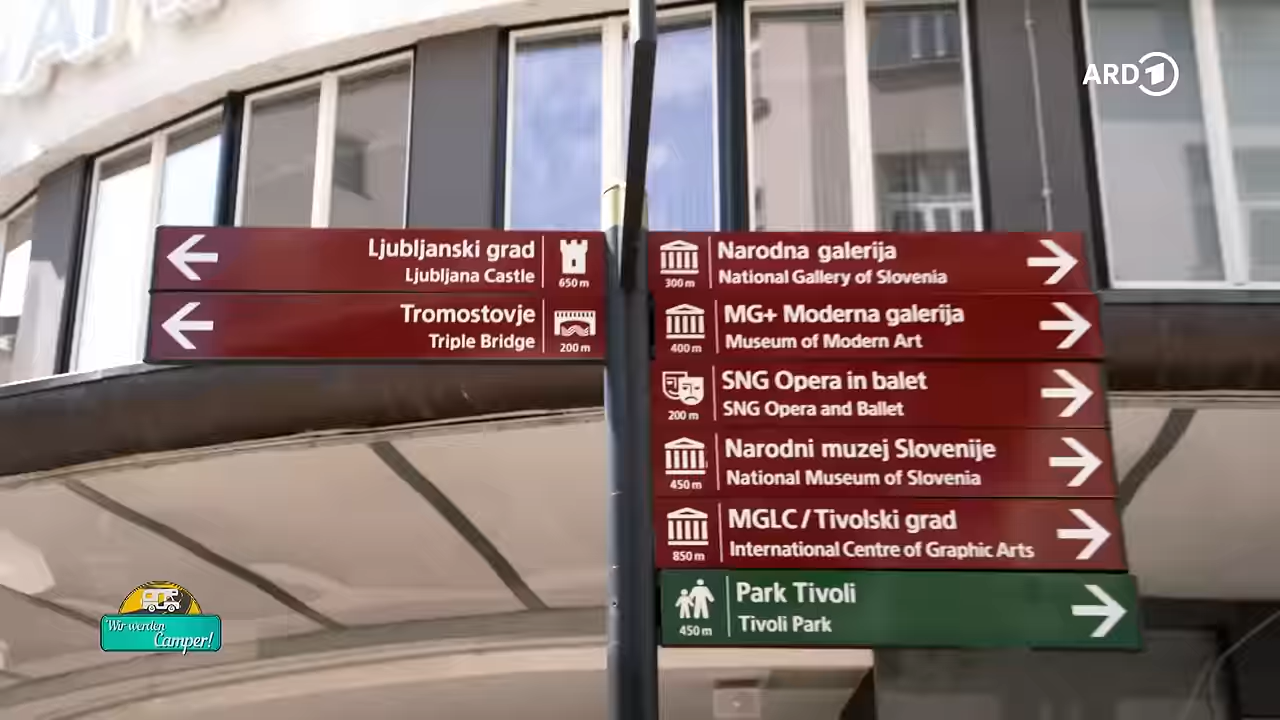 ARD 1
Ljubljanski grad
Ljubljana Castle
650 m
Tromostovje
Triple Bridge
200 m
Narodna galerija
National Gallery of Slovenia
300 m
MG+ Moderna galerija
Museum of Modern Art
400 m
SNG Opera in balet
SNG Opera and Ballet
200 m
Narodni muzej Slovenije
National Museum of Slovenia
450 m
MGLC/Tivolski grad
International Centre of Graphic Arts
850 m
Park Tivoli
Tivoli Park
450 m
Wir werden
Camper!